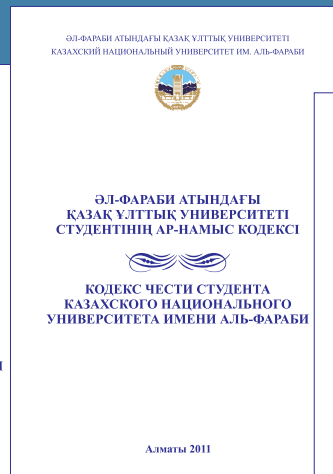 ӘЛ-ФАРАБИ АТЫНДАҒЫ ҚАЗАҚ ҰЛТТЫҚ УНИВЕРСИТЕТІ
КАЗАХСКИЙ НАЦИОНАЛЬНЫЙ УНИВЕРСИТЕТ ИМ. АЛЬ-ФАРАБИ
ӘЛ-ФАРАБИ АТЫНДАҒЫ
ҚАЗАҚ ҰЛТТЫҚ УНИВЕРСИТЕТІ
СТУДЕНТІНІҢ АР-НАМЫС КОДЕКСІ
КОДЕКС ЧЕСТИ СТУДЕНТА
КАЗАХСКОГО НАЦИОНАЛЬНОГО
УНИВЕРСИТЕТА ИМЕНИ АЛЬ-ФАРАБИ
Алматы 2011